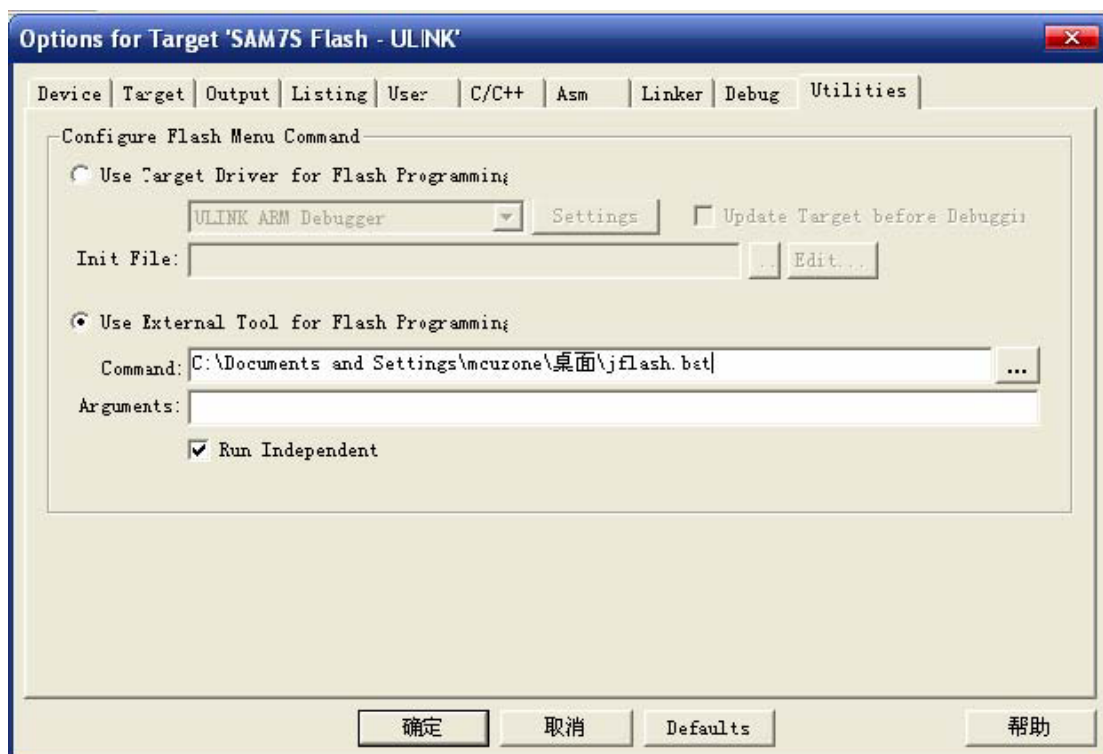 Options for Target 'SAM7S Flash - ULINK'
Device Target Output Listing User C/C++ Asm Linker Debug Utilities
Configure Flash Menu Command
Use Target Driver for Flash Programming
ULINK ARM Debugger Settings Update Target before Debuggin
Init File: ... Edit...
Use External Tool for Flash Programming
Command: C:\Documents and Settings\mcuzone\桌面\jflash.bat ...
Arguments:
Run Independent
确定 取消 Defaults 帮助